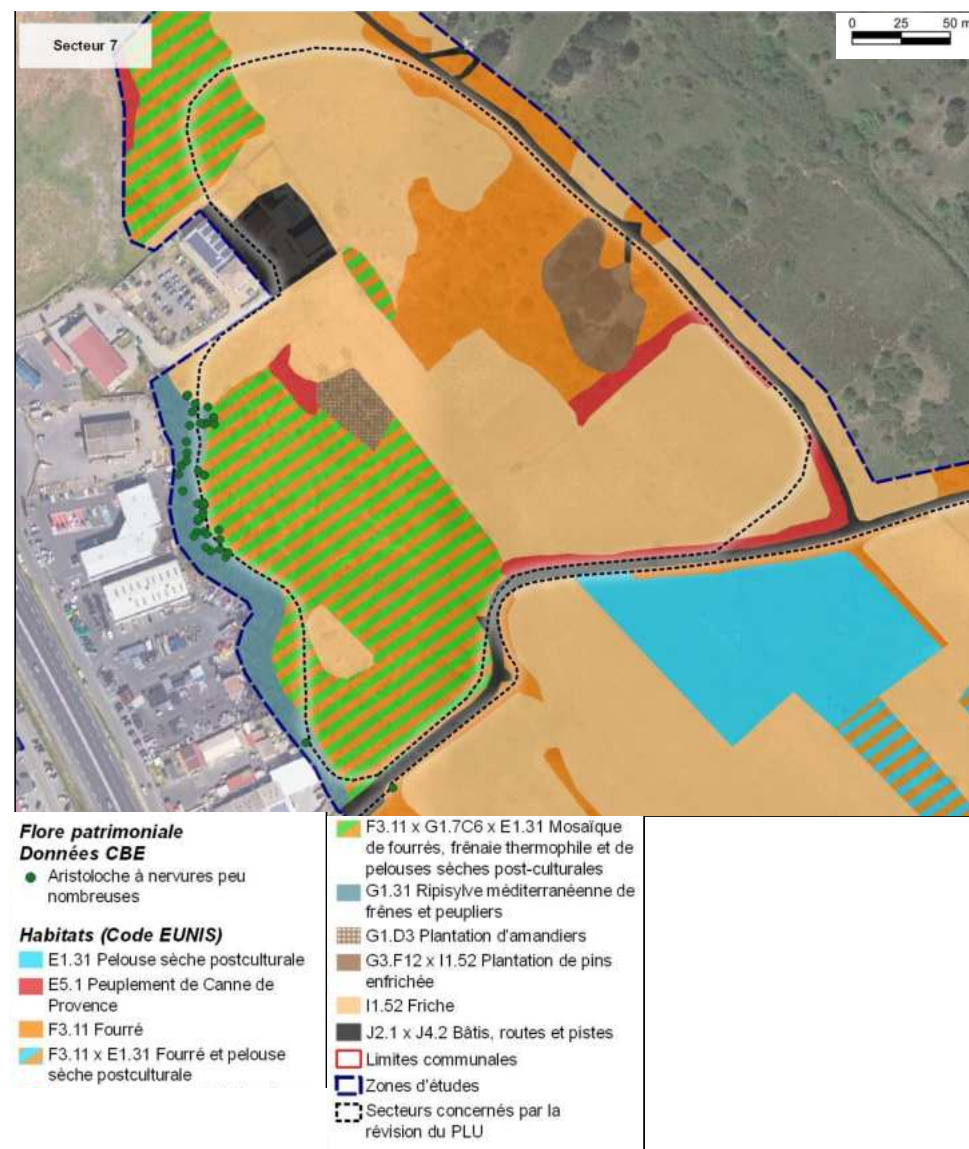 Secteur 7
0 25 50 m
Flore patrimoniale
Données CBE
Aristoloche à nervures peu
nombreuses
Habitats (Code EUNIS)
E1.31 Pelouse sèche postculturale
E5.1 Peuplement de Canne de
Provence
F3.11 Fourré
F3.11 x E1.31 Fourré et pelouse
sèche postculturale
F3.11 x G1.7C6 x E1.31 Mosaïque
de fourrés, frênaie thermophile et de
pelouses sèches post-culturales
G1.31 Ripisylve méditerranéenne de
frênes et peupliers
G1.D3 Plantation d'amandiers
G3.F12 x I1.52 Plantation de pins
enfrichée
I1.52 Friche
J2.1 x J4.2 Bâtis, routes et pistes
Limites communales
Zones d'études
Secteurs concernés par la
révision du PLU